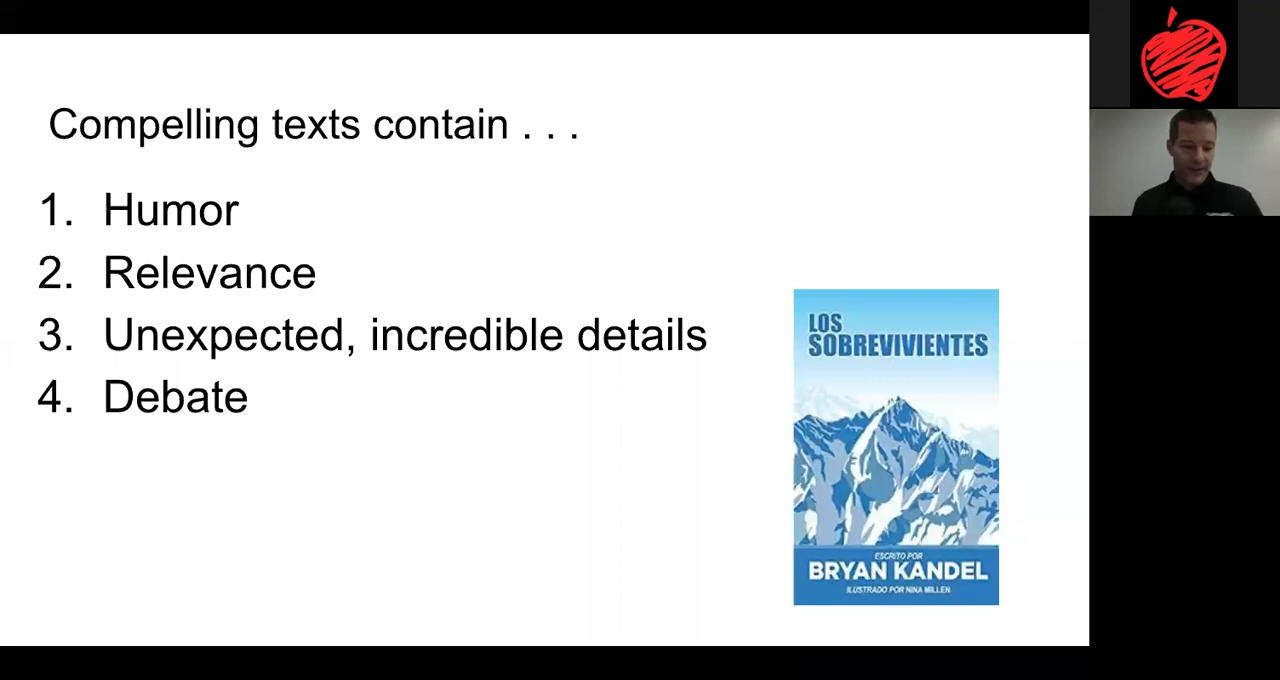 Compelling texts contain . . .
1. Humor
2. Relevance
3. Unexpected, incredible details
4. Debate
LOS
SOBREVIVIENTES
ESCRITO POR
BRYAN KANDEL
ILUSTRADO POR NINA MILLEN